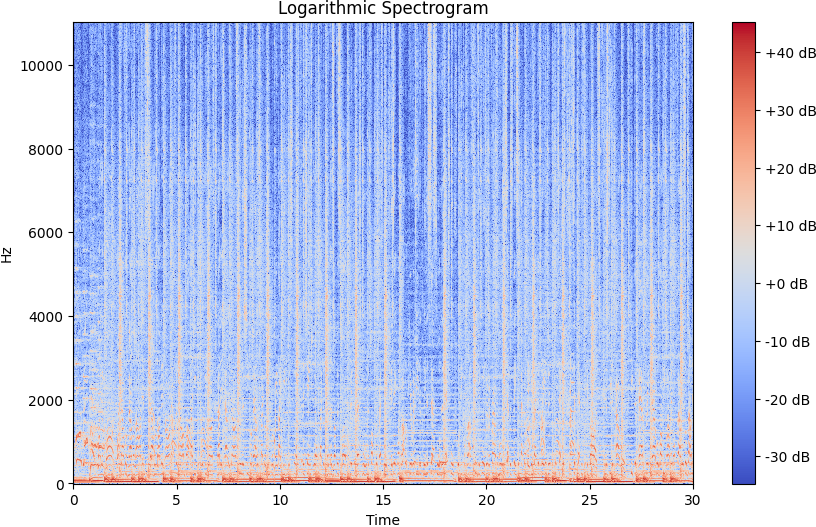 Logarithmic Spectrogram
Hz
10000
8000
6000
4000
2000
0
0 5 10 15 20 25 30
Time
+40 dB
+30 dB
+20 dB
+10 dB
+0 dB
-10 dB
-20 dB
-30 dB